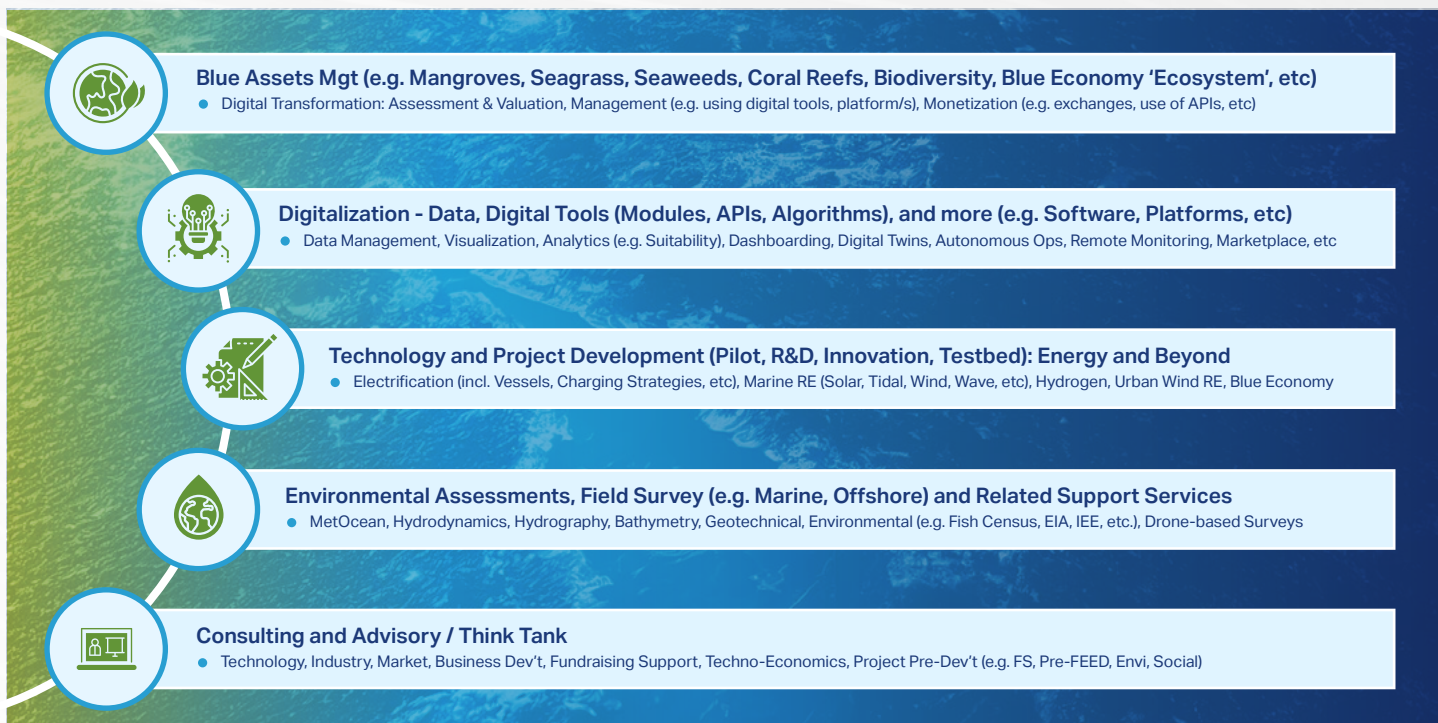 Blue Assets Mgt (e.g. Mangroves, Seagrass, Seaweeds, Coral Reefs, Biodiversity, Blue Economy ‘Ecosystem’, etc)
● Digital Transformation: Assessment & Valuation, Management (e.g. using digital tools, platform/s), Monetization (e.g. exchanges, use of APIs, etc)
Digitalization - Data, Digital Tools (Modules, APIs, Algorithms), and more (e.g. Software, Platforms, etc)
● Data Management, Visualization, Analytics (e.g. Suitability), Dashboarding, Digital Twins, Autonomous Ops, Remote Monitoring, Marketplace, etc
Technology and Project Development (Pilot, R&D, Innovation, Testbed): Energy and Beyond
● Electrification (incl. Vessels, Charging Strategies, etc), Marine RE (Solar, Tidal, Wind, Wave, etc), Hydrogen, Urban Wind RE, Blue Economy
Environmental Assessments, Field Survey (e.g. Marine, Offshore) and Related Support Services
● MetOcean, Hydrodynamics, Hydrography, Bathymetry, Geotechnical, Environmental (e.g. Fish Census, EIA, IEE, etc.), Drone-based Surveys
Consulting and Advisory / Think Tank
● Technology, Industry, Market, Business Dev’t, Fundraising Support, Techno-Economics, Project Pre-Dev’t (e.g. FS, Pre-FEED, Envi, Social)